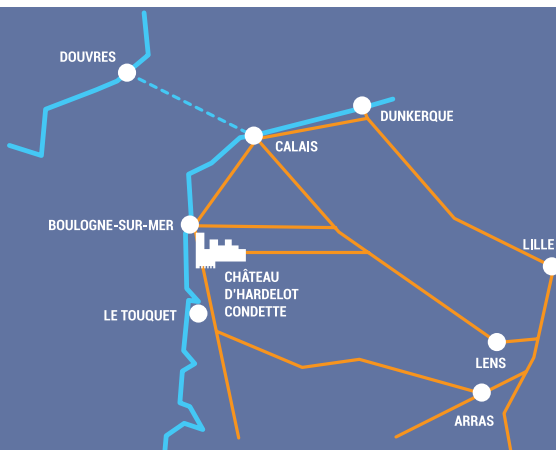 DOUVRES
DUNKERQUE
CALAIS
BOULOGNE-SUR-MER
LILLE
CHÂTEAU
D'HARDELOT
CONDETTE
LE TOUQUET
LENS
ARRAS